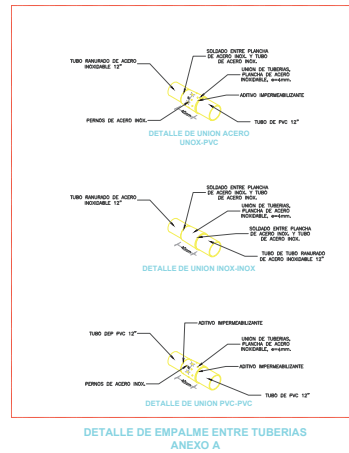 SOLDADO ENTRE PLANCHA
DE ACERO INOX. Y TUBO
DE ACERO INOX.
TUBO RANURADO DE ACERO
INOXIDABLE 12"
UNION DE TUBERIAS,
PLANCHA DE ACERO
INOXIDABLE, e=4mm.
ADITIVO IMPERMEABILIZANTE
40cm
PERNOS DE ACERO INOX.
TUBO DE PVC 12"
DETALLE DE UNION ACERO
UNOX-PVC
SOLDADO ENTRE PLANCHA
DE ACERO INOX. Y TUBO
DE ACERO INOX.
TUBO RANURADO DE ACERO
INOXIDABLE 12"
UNION DE TUBERIAS,
PLANCHA DE ACERO
INOXIDABLE, e=4mm.
SOLDADO ENTRE PLANCHA
DE ACERO INOX. Y TUBO
DE ACERO INOX.
40cm
TUBO DE TUBO RANURADO
DE ACERO INOXIDABLE 12"
DETALLE DE UNION INOX-INOX
ADITIVO IMPERMEABILIZANTE
TUBO DEP PVC 12"
UNION DE TUBERIAS,
PLANCHA DE ACERO
INOXIDABLE, e=4mm.
ADITIVO IMPERMEABILIZANTE
40cm
PERNOS DE ACERO INOX.
TUBO DE PVC 12"
DETALLE DE UNION PVC-PVC
DETALLE DE EMPALME ENTRE TUBERIAS
ANEXO A